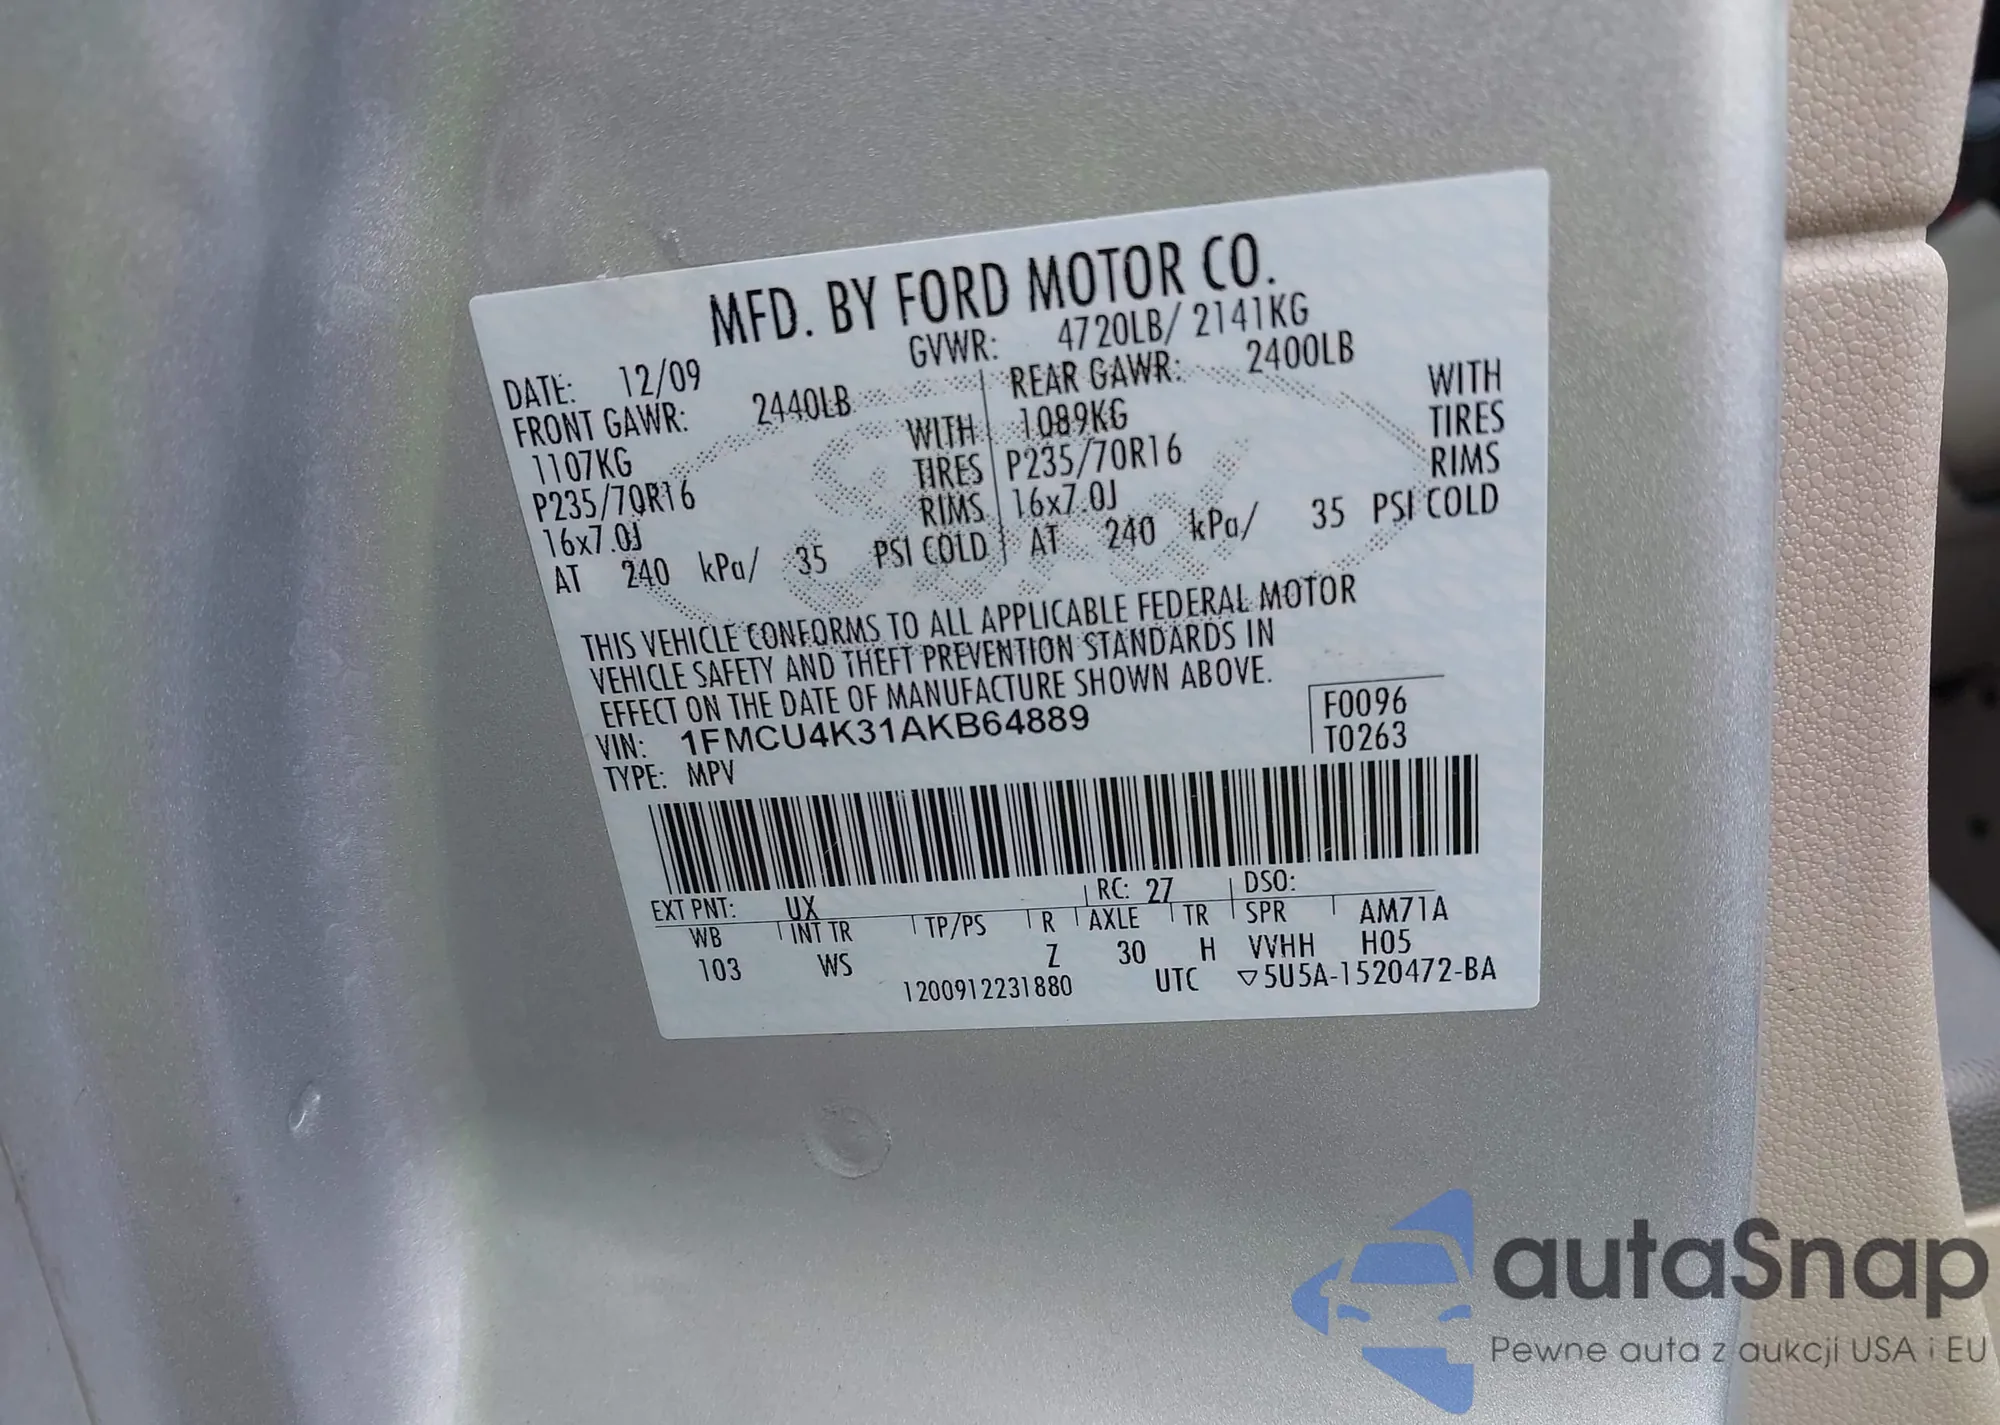 MFD. BY FORD MOTOR CO.
DATE: 12/09 GVWR: 4720LB/ 2141KG
FRONT GAWR: 2440LB REAR GAWR: 2400LB
1107KG WITH 1089KG WITH
P235/70R16 TIRES P235/70R16 TIRES
16x7.0J RIMS 16x7.0J RIMS
AT 240 kPa/ 35 PSI COLD AT 240 kPa/ 35 PSI COLD
THIS VEHICLE CONFORMS TO ALL APPLICABLE FEDERAL MOTOR
VEHICLE SAFETY AND THEFT PREVENTION STANDARDS IN
EFFECT ON THE DATE OF MANUFACTURE SHOWN ABOVE.
VIN: 1FMCU4K31AKB64889 F0096
TYPE: MPV T0263
EXT PNT: UX RC: 27 DSO:
WB INT TR TP/PS R AXLE TR SPR AM71A
103 WS Z 30 H VVHH H05
1200912231880 UTC ▽5U5A-1520472-BA
autaSnap
Pewne auta z aukcji USA i EU